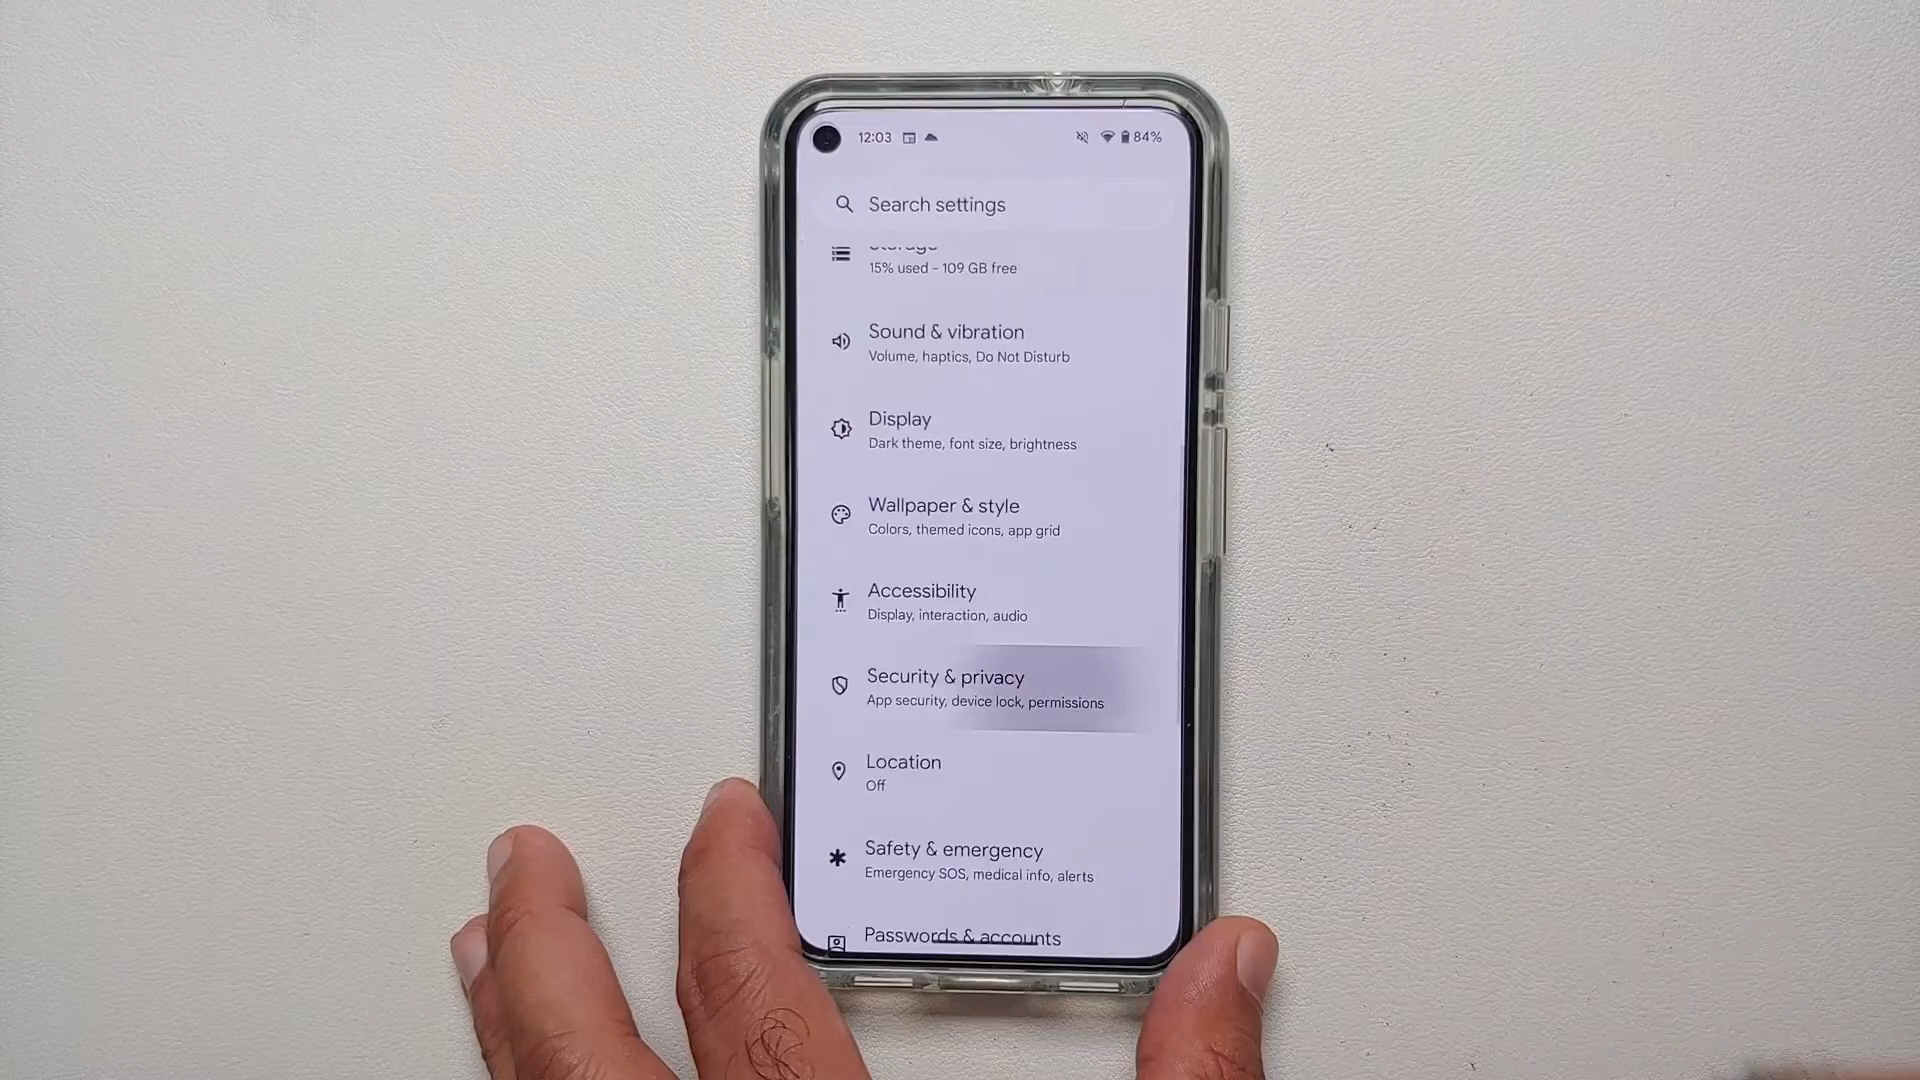 12:03
84%
Search settings
Storage
15% used - 109 GB free
Sound & vibration
Volume, haptics, Do Not Disturb
Display
Dark theme, font size, brightness
Wallpaper & style
Colors, themed icons, app grid
Accessibility
Display, interaction, audio
Security & privacy
App security, device lock, permissions
Location
Off
Safety & emergency
Emergency SOS, medical info, alerts
Passwords & accounts